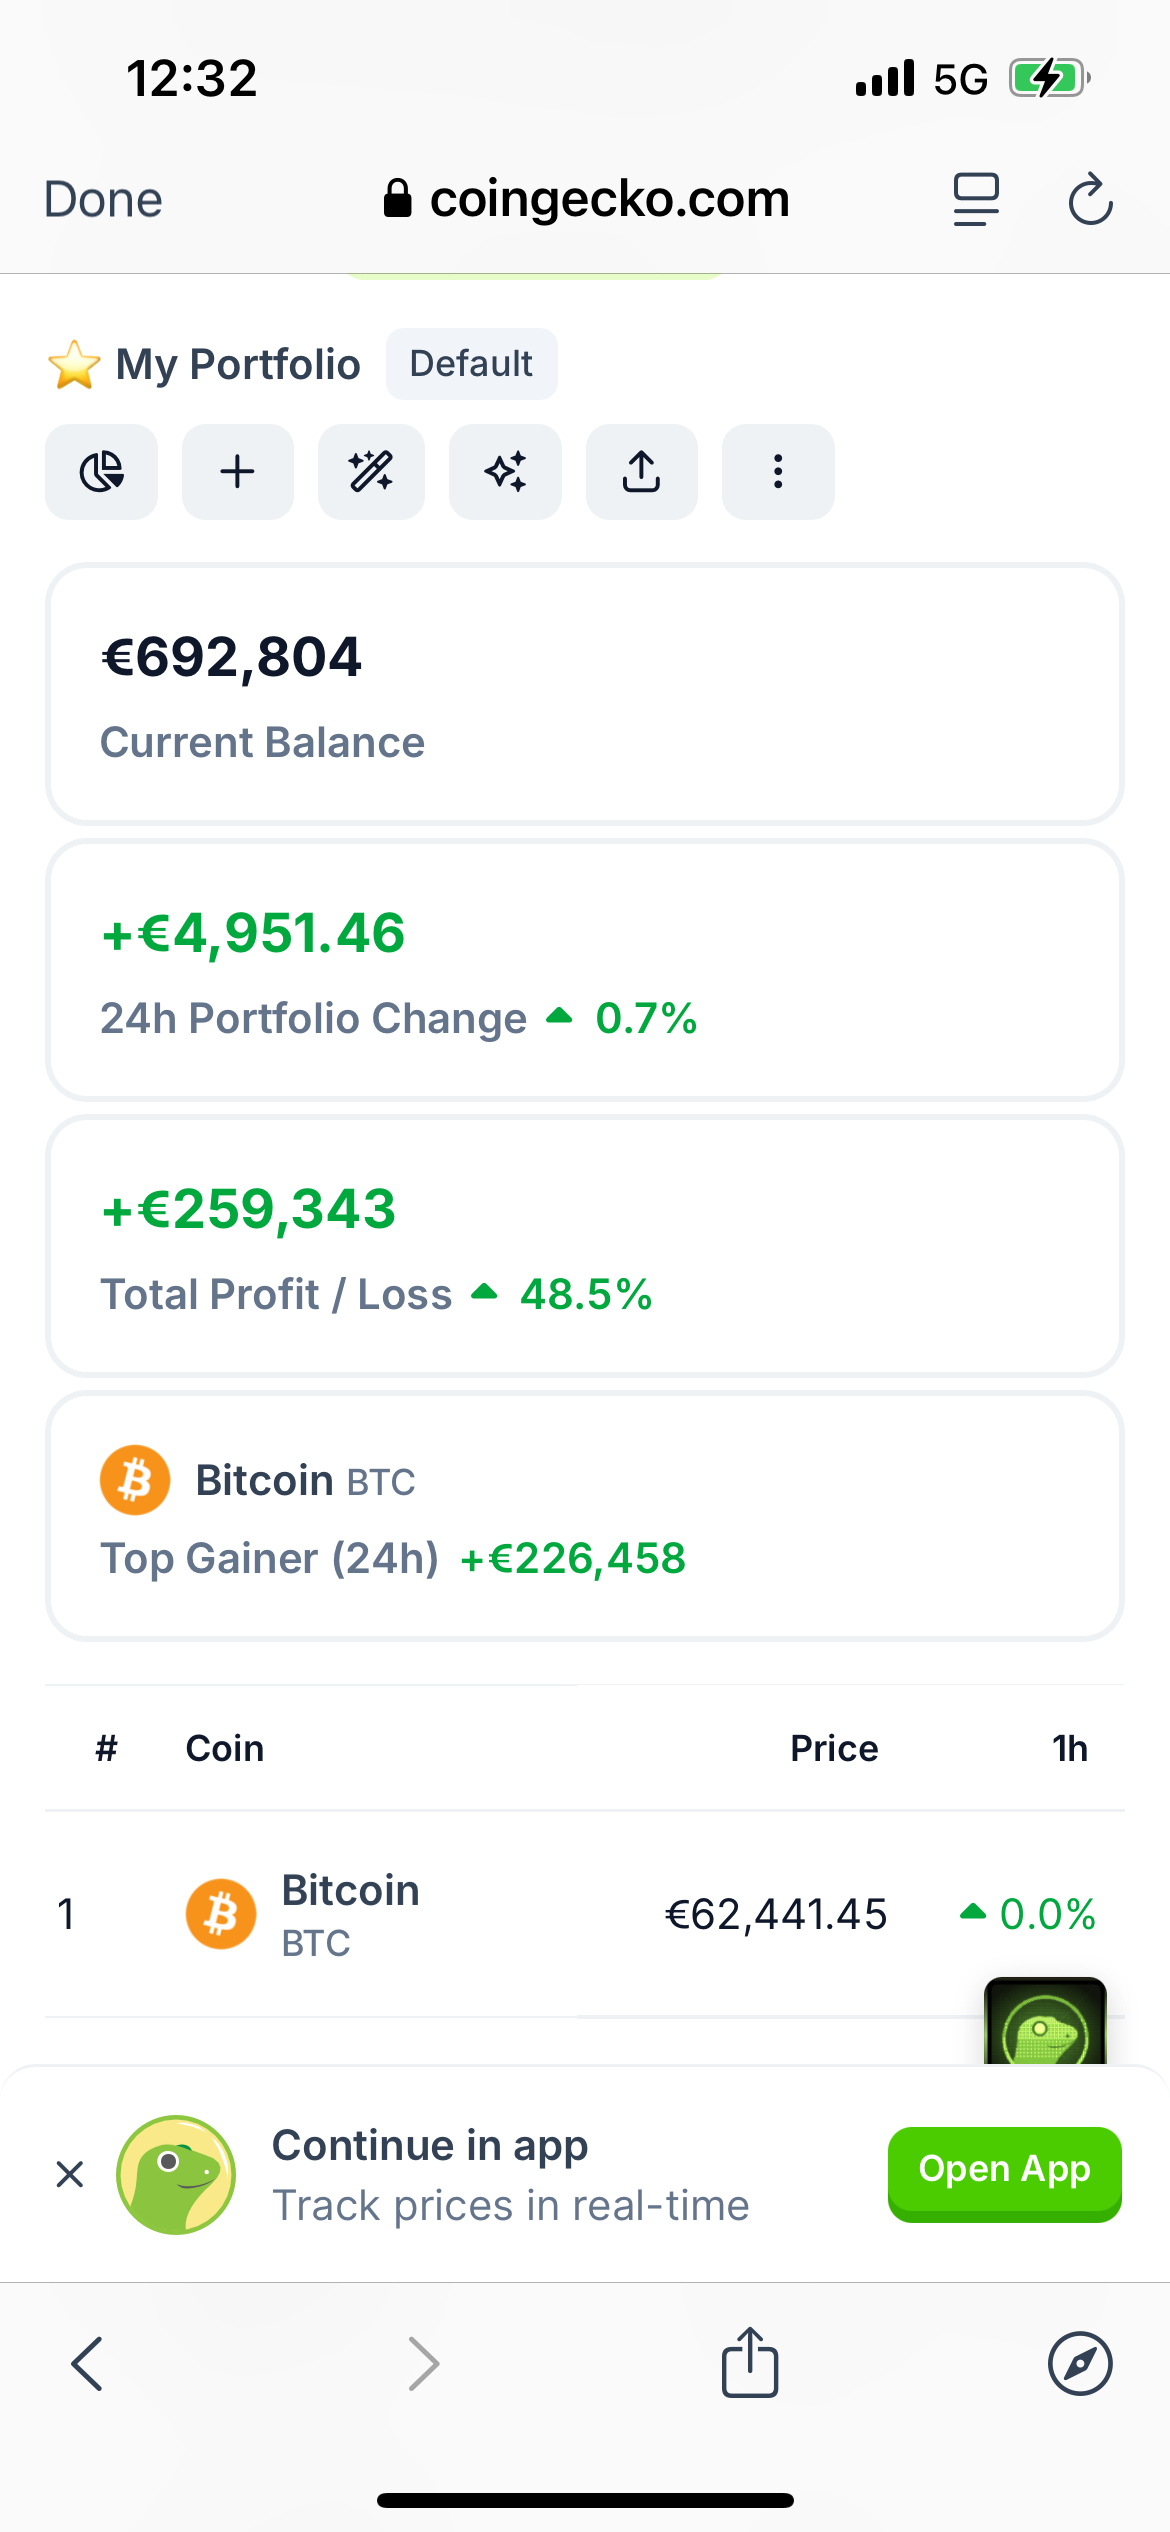 12:32 5G
Done coingecko.com
My Portfolio Default
€692,804
Current Balance
+€4,951.46
24h Portfolio Change 0.7%
+€259,343
Total Profit / Loss 48.5%
Bitcoin BTC
Top Gainer (24h) +€226,458
# Coin Price 1h
1 Bitcoin €62,441.45 0.0%
BTC
Continue in app
Track prices in real-time
Open App